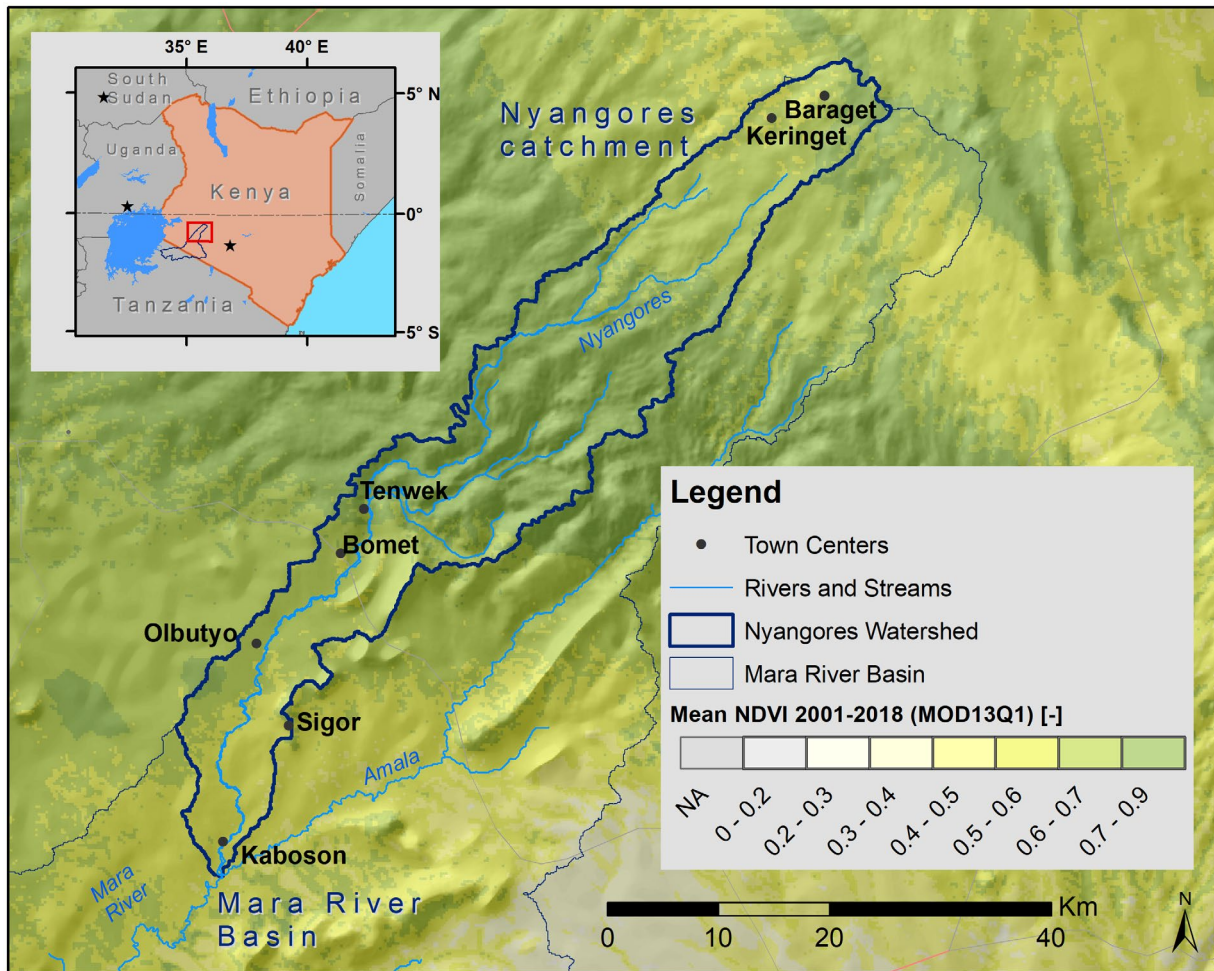 35° E
40° E
South
Sudan
Ethiopia
5° N
Uganda
Somalia
Kenya
0°
Tanzania
5° S
Nyangores
catchment
Baraget
Keringet
Nyangores
Tenwek
Bomet
Olbutyo
Sigor
Amala
Kaboson
Mara
River
Mara River
Basin
Legend
Town Centers
Rivers and Streams
Nyangores Watershed
Mara River Basin
Mean NDVI 2001-2018 (MOD13Q1) [-]
NA
0 - 0.2
0.2 - 0.3
0.3 - 0.4
0.4 - 0.5
0.5 - 0.6
0.6 - 0.7
0.7 - 0.9
Km
0 10 20 40
N